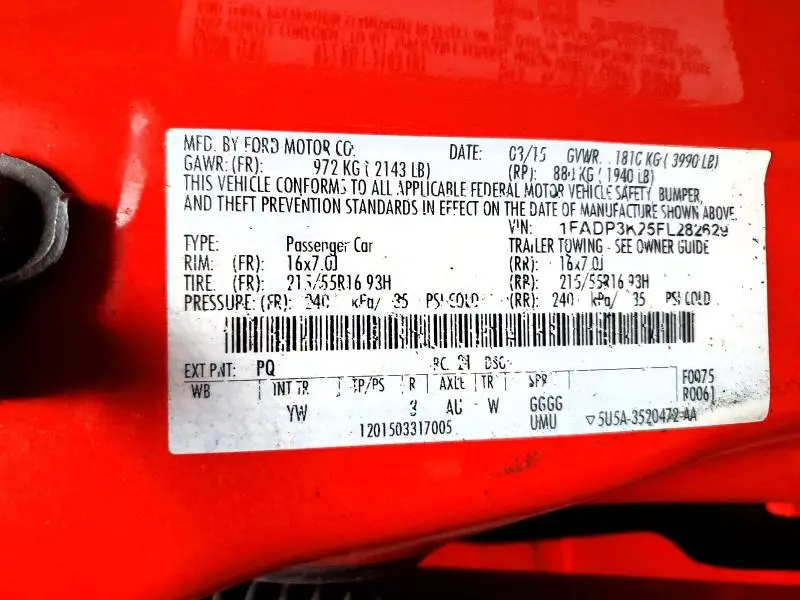 MFD. BY FORD MOTOR CO. DATE: 03/15 GVWR: 1810 KG ( 3990 LB)
GAWR: (FR): 972 KG ( 2143 LB) (RR): 881 KG ( 1940 LB)
THIS VEHICLE CONFORMS TO ALL APPLICABLE FEDERAL MOTOR VEHICLE SAFETY, BUMPER,
AND THEFT PREVENTION STANDARDS IN EFFECT ON THE DATE OF MANUFACTURE SHOWN ABOVE.
VIN: 1FADP3K25FL282629
TYPE: Passenger Car TRAILER TOWING - SEE OWNER GUIDE
RIM: (FR): 16x7.0J (RR): 16x7.0J
TIRE: (FR): 215/55R16 93H (RR): 215/55R16 93H
PRESSURE: (FR): 240 kPa/ 35 PSI COLD (RR): 240 kPa/ 35 PSI COLD
EXT PNT: PQ RC: 21 DSO:
WB INT TR TP/PS R AXLE TR SPR F0075
R0061
YW 3 AU W GGGG
UMU
1201503317005 ▽5U5A-3520472-AA